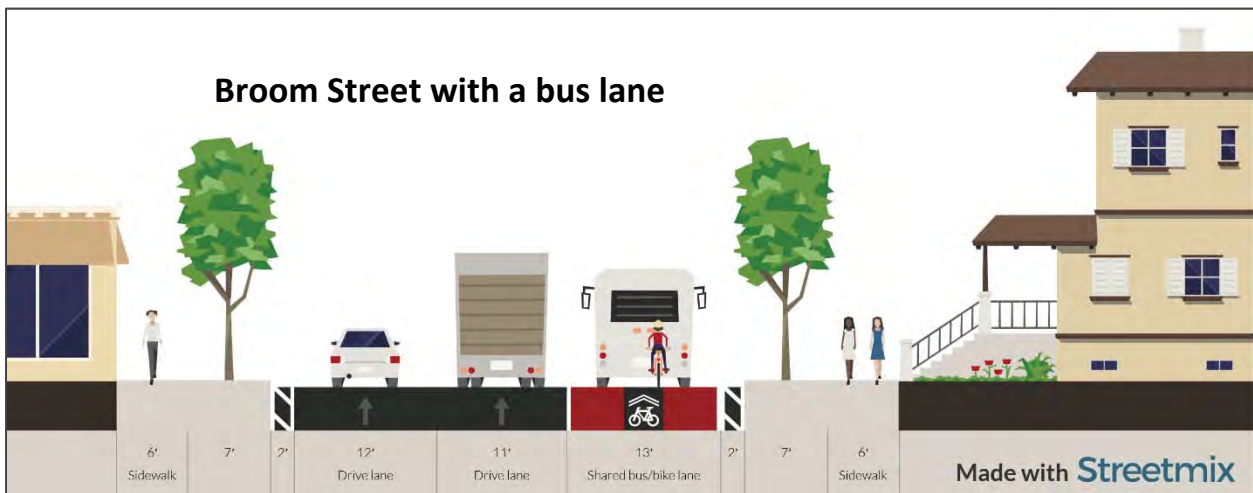 Broom Street with a bus lane
6' 7' 2' 12' 11' 13' 2' 7' 6'
Sidewalk Drive lane Drive lane Shared bus/bike lane Sidewalk
Made with Streetmix